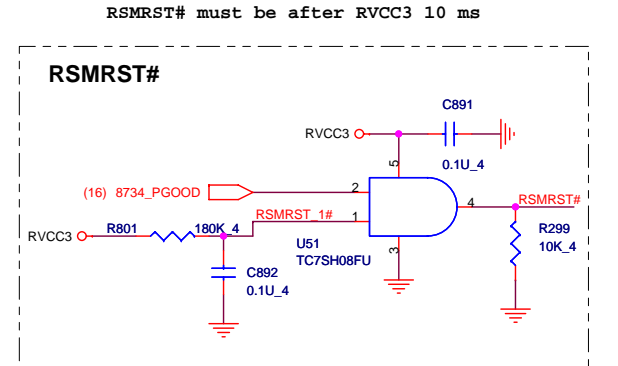 RSMRST# must be after RVCC3 10 ms
RSMRST#
C891
RVCC3
0.1U_4
5
(16) 8734_PGOOD
2
4
RSMRST#
RSMRST_1#
1
RVCC3
R801
180K_4
U51
TC7SH08FU
3
R299
10K_4
C892
0.1U_4